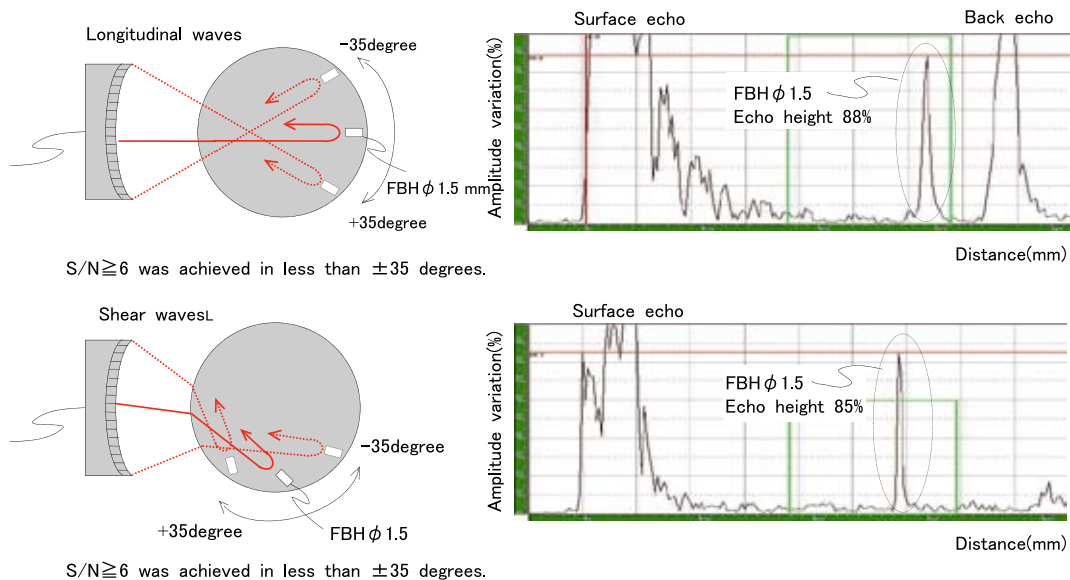 Longitudinal waves
-35degree
FBHφ1.5 mm
+35degree
S/N≧6 was achieved in less than ±35 degrees.
Surface echo
Back echo
Amplitude variation(%)
FBHφ1.5
Echo height 88%
Distance(mm)
Shear wavesL
-35degree
+35degree
FBHφ1.5
S/N≧6 was achieved in less than ±35 degrees.
Surface echo
Amplitude variation(%)
FBHφ1.5
Echo height 85%
Distance(mm)